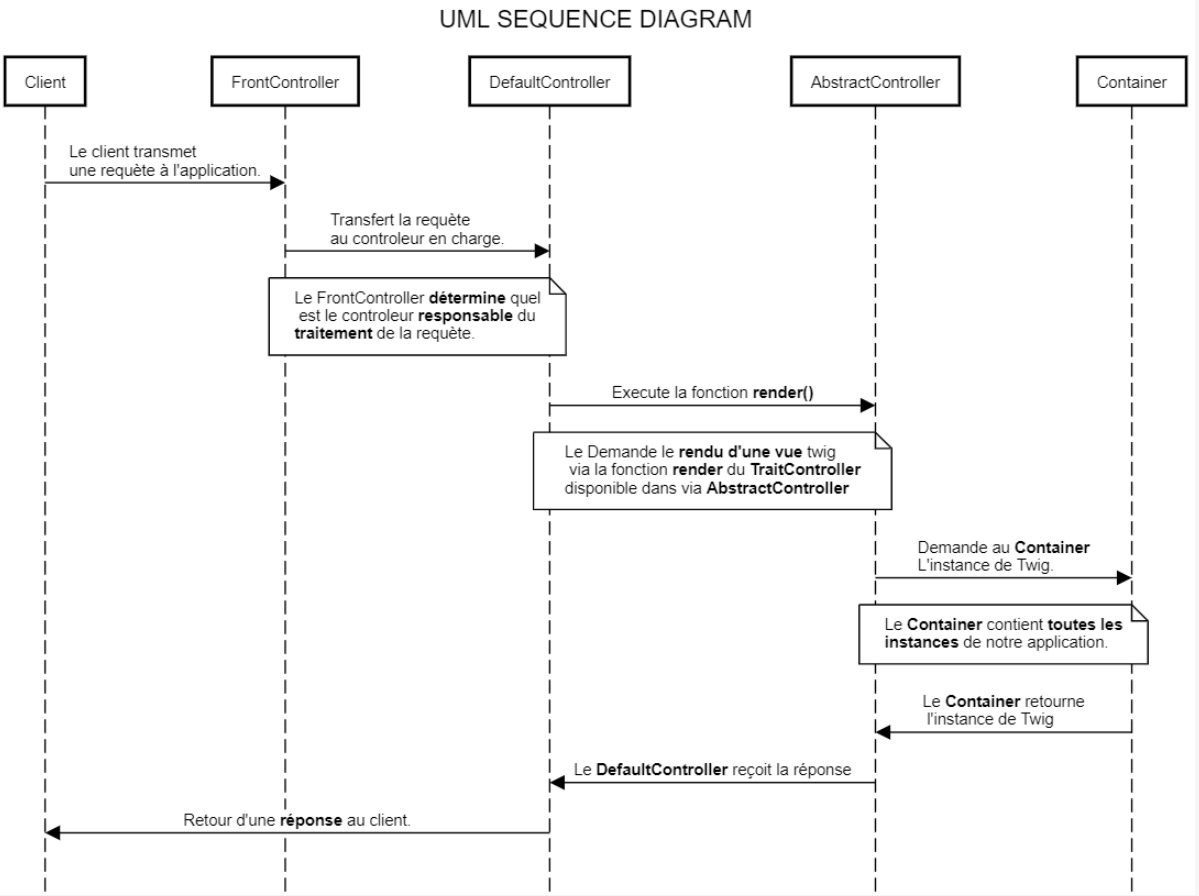 UML SEQUENCE DIAGRAM
Client
FrontController
DefaultController
AbstractController
Container
Le client transmet
une requète à l'application.
Transfert la requète
au controleur en charge.
Le FrontController détermine quel
est le controleur responsable du
traitement de la requète.
Execute la fonction render()
Le Demande le rendu d'une vue twig
via la fonction render du TraitController
disponible dans via AbstractController
Demande au Container
L'instance de Twig.
Le Container contient toutes les
instances de notre application.
Le Container retourne
l'instance de Twig
Le DefaultController reçoit la réponse
Retour d'une réponse au client.